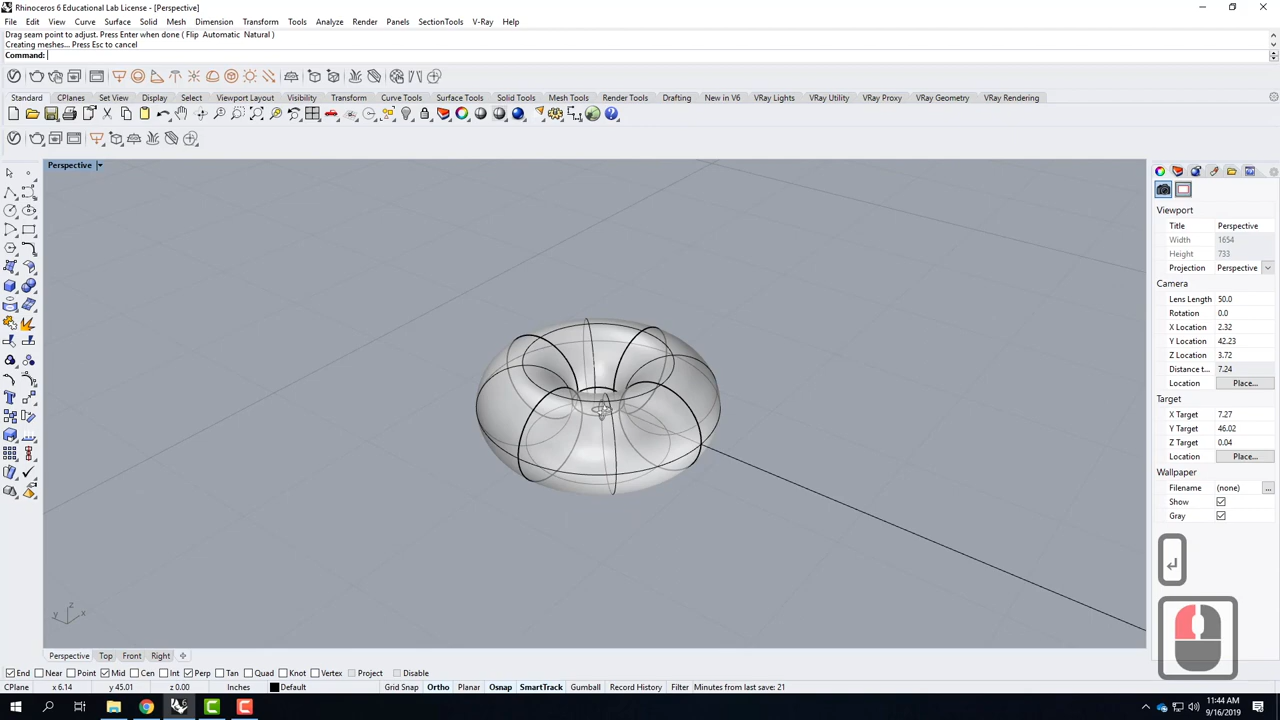 Rhinoceros 6 Educational Lab License - [Perspective]
File Edit View Curve Surface Solid Mesh Dimension Transform Tools Analyze Render Panels SectionTools V-Ray Help
Drag seam point to adjust. Press Enter when done ( Flip Automatic Natural )
Creating meshes... Press Esc to cancel
Command:
Standard CPlanes Set View Display Select Viewport Layout Visibility Transform Curve Tools Surface Tools Solid Tools Mesh Tools Render Tools Drafting New in V6 VRay Lights VRay Utility VRay Proxy VRay Geometry VRay Rendering
Perspective
Viewport
Title Perspective
Width 1654
Height 733
Projection Perspective
Camera
Lens Length 50.0
Rotation 0.0
X Location 2.32
Y Location 42.23
Z Location 3.72
Distance t... 7.24
Location Place...
Target
X Target 7.27
Y Target 46.02
Z Target 0.04
Location Place...
Wallpaper
Filename (none) ...
Show
Gray
z
y x
Perspective Top Front Right
End Near Point Mid Cen Int Perp Tan Quad Knot Vertex Project Disable
CPlane x 6.14 y 45.01 z 0.00 Inches Default Grid Snap Ortho Planar Osnap SmartTrack Gumball Record History Filter Minutes from last save: 21
11:44 AM
9/16/2019